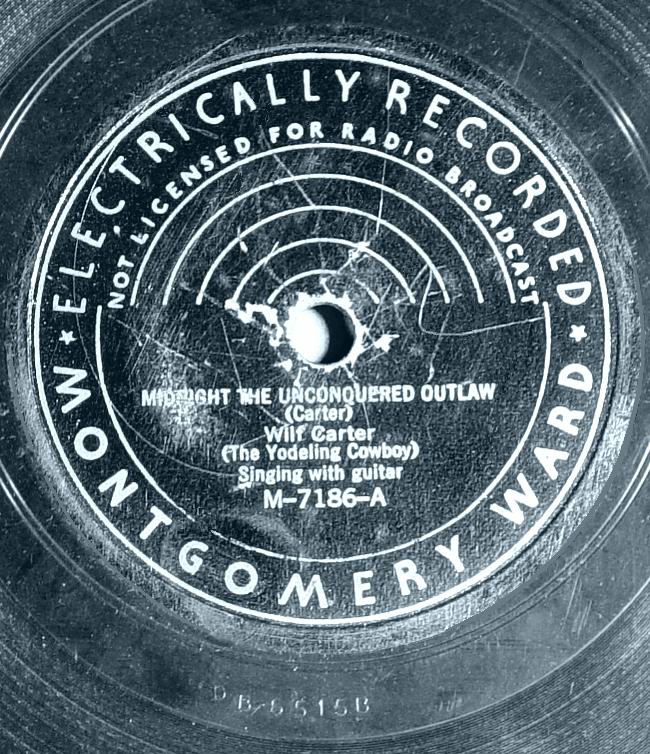 ★ ELECTRICALLY RECORDED ★
NOT LICENSED FOR RADIO BROADCAST
MIDNIGHT THE UNCONQUERED OUTLAW
(Carter)
Wilf Carter
(The Yodeling Cowboy)
Singing with guitar
M-7186-A
MONTGOMERY WARD
DB-6515B